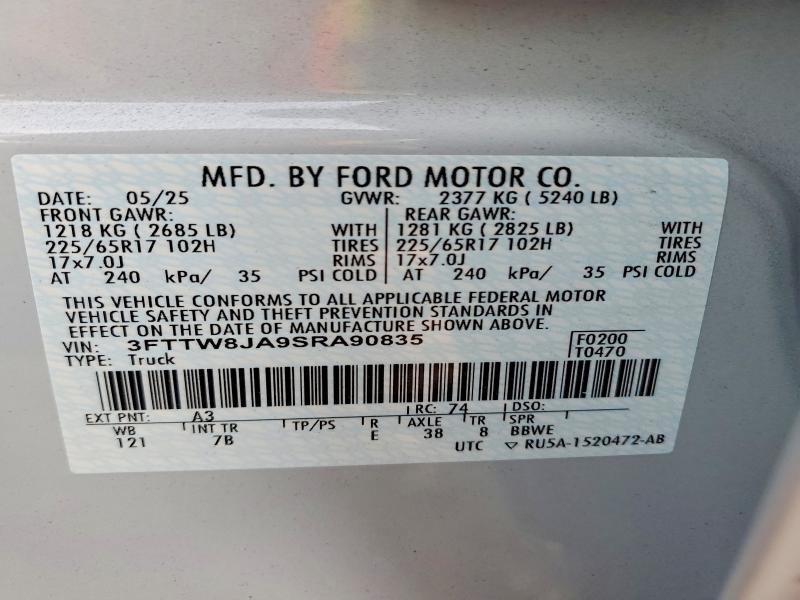 MFD. BY FORD MOTOR CO.
DATE: 05/25 GVWR: 2377 KG ( 5240 LB)
FRONT GAWR: REAR GAWR:
1218 KG ( 2685 LB) WITH 1281 KG ( 2825 LB) WITH
225/65R17 102H TIRES 225/65R17 102H TIRES
17x7.0J RIMS 17x7.0J RIMS
AT 240 kPa/ 35 PSI COLD AT 240 kPa/ 35 PSI COLD
THIS VEHICLE CONFORMS TO ALL APPLICABLE FEDERAL MOTOR
VEHICLE SAFETY AND THEFT PREVENTION STANDARDS IN
EFFECT ON THE DATE OF MANUFACTURE SHOWN ABOVE.
VIN: 3FTTW8JA9SRA90835 F0200
TYPE: Truck T0470
EXT PNT: A3 RC: 74 DSO:
WB INT TR TP/PS R AXLE TR SPR
121 7B E 38 8 BBWE
UTC ▽ RU5A-1520472-AB